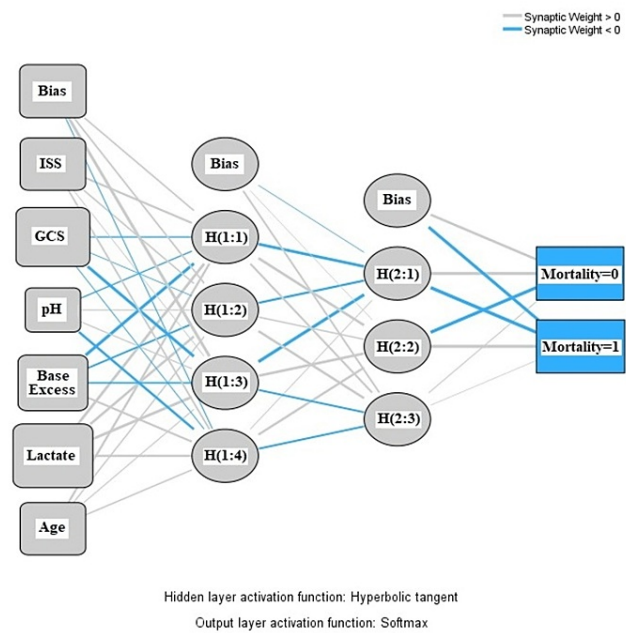 Synaptic Weight > 0
Synaptic Weight < 0
Bias
ISS
GCS
pH
Base
Excess
Lactate
Age
Bias
H(1:1)
H(1:2)
H(1:3)
H(1:4)
Bias
H(2:1)
H(2:2)
H(2:3)
Mortality=0
Mortality=1
Hidden layer activation function: Hyperbolic tangent
Output layer activation function: Softmax